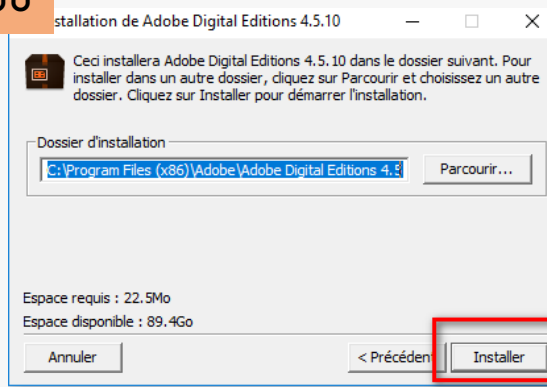 stallation de Adobe Digital Editions 4.5.10
Ceci installera Adobe Digital Editions 4.5.10 dans le dossier suivant. Pour
installer dans un autre dossier, cliquez sur Parcourir et choisissez un autre
dossier. Cliquez sur Installer pour démarrer l'installation.
Dossier d'installation
C:\Program Files (x86)\Adobe\Adobe Digital Editions 4.5
Parcourir...
Espace requis : 22.5Mo
Espace disponible : 89.4Go
Annuler
< Précéden
Installer